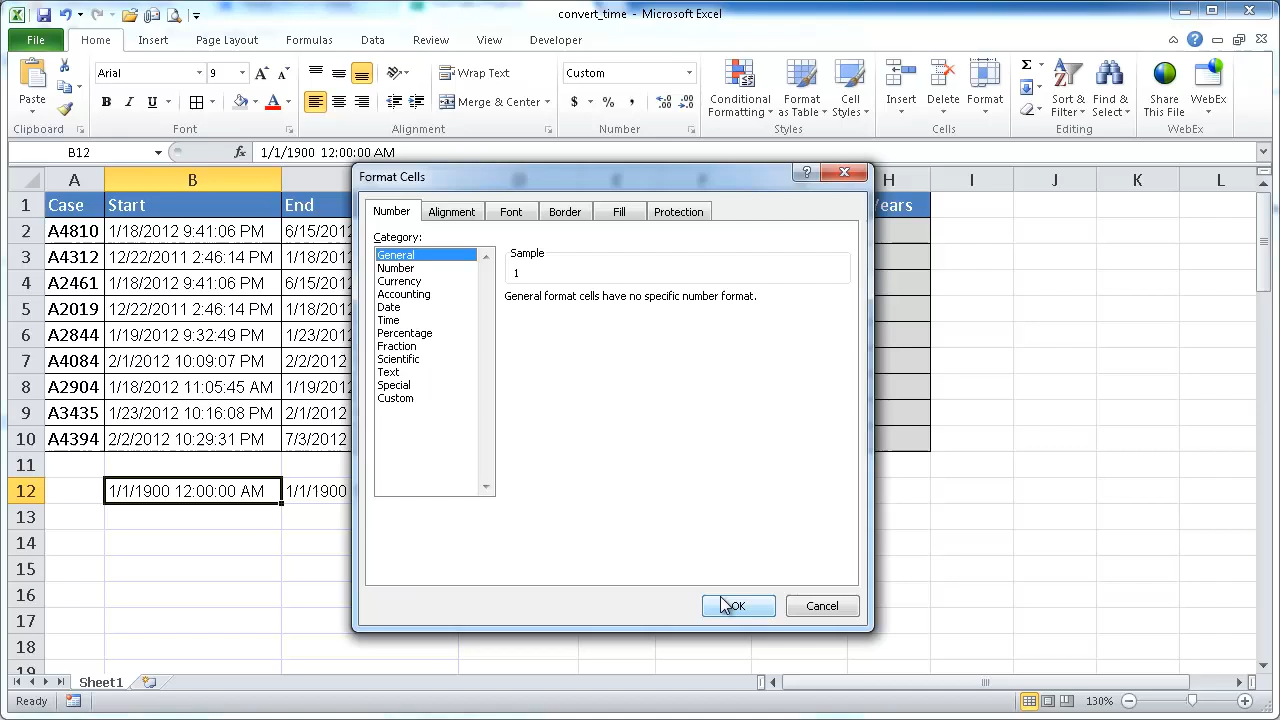 convert_time - Microsoft Excel
File Home Insert Page Layout Formulas Data Review View Developer
Paste
Arial 9
B I U A
Wrap Text
Merge & Center
Custom
$ % ,
Conditional Formatting
Format as Table
Cell Styles
Insert Delete Format
Sort & Filter
Find & Select
Share This File
WebEx
Clipboard Font Alignment Number Styles Cells Editing WebEx
B12 fx 1/1/1900 12:00:00 AM
A B H I J K L
1 Case Start End Years
2 A4810 1/18/2012 9:41:06 PM 6/15/2012
3 A4312 12/22/2011 2:46:14 PM 1/18/2012
4 A2461 1/18/2012 9:41:06 PM 6/15/2012
5 A2019 12/22/2011 2:46:14 PM 1/18/2012
6 A2844 1/19/2012 9:32:49 PM 1/23/2012
7 A4084 2/1/2012 10:09:07 PM 2/2/2012
8 A2904 1/18/2012 11:05:45 AM 1/19/2012
9 A3435 1/23/2012 10:16:08 PM 2/1/2012
10 A4394 2/2/2012 10:29:31 PM 7/3/2012
11
12 1/1/1900 12:00:00 AM 1/1/1900
13
14
15
16
17
18
19
Format Cells
Number Alignment Font Border Fill Protection
Category:
General
Number
Currency
Accounting
Date
Time
Percentage
Fraction
Scientific
Text
Special
Custom
Sample
1
General format cells have no specific number format.
OK Cancel
Sheet1
Ready 130%